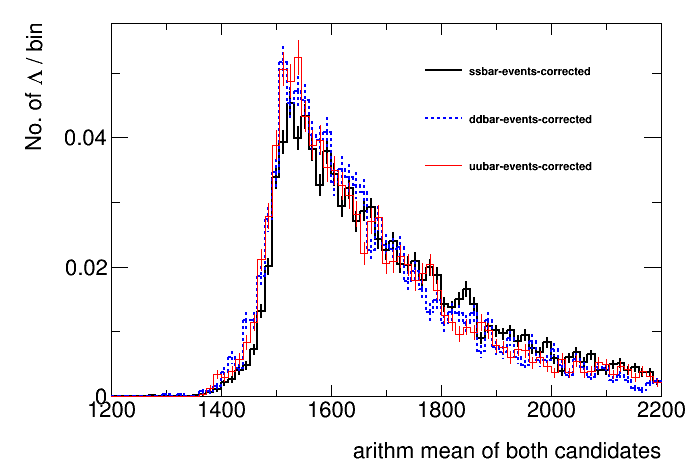 No. of Λ / bin
ssbar-events-corrected
ddbar-events-corrected
uubar-events-corrected
0.04
0.02
0
1200 1400 1600 1800 2000 2200
arithm mean of both candidates